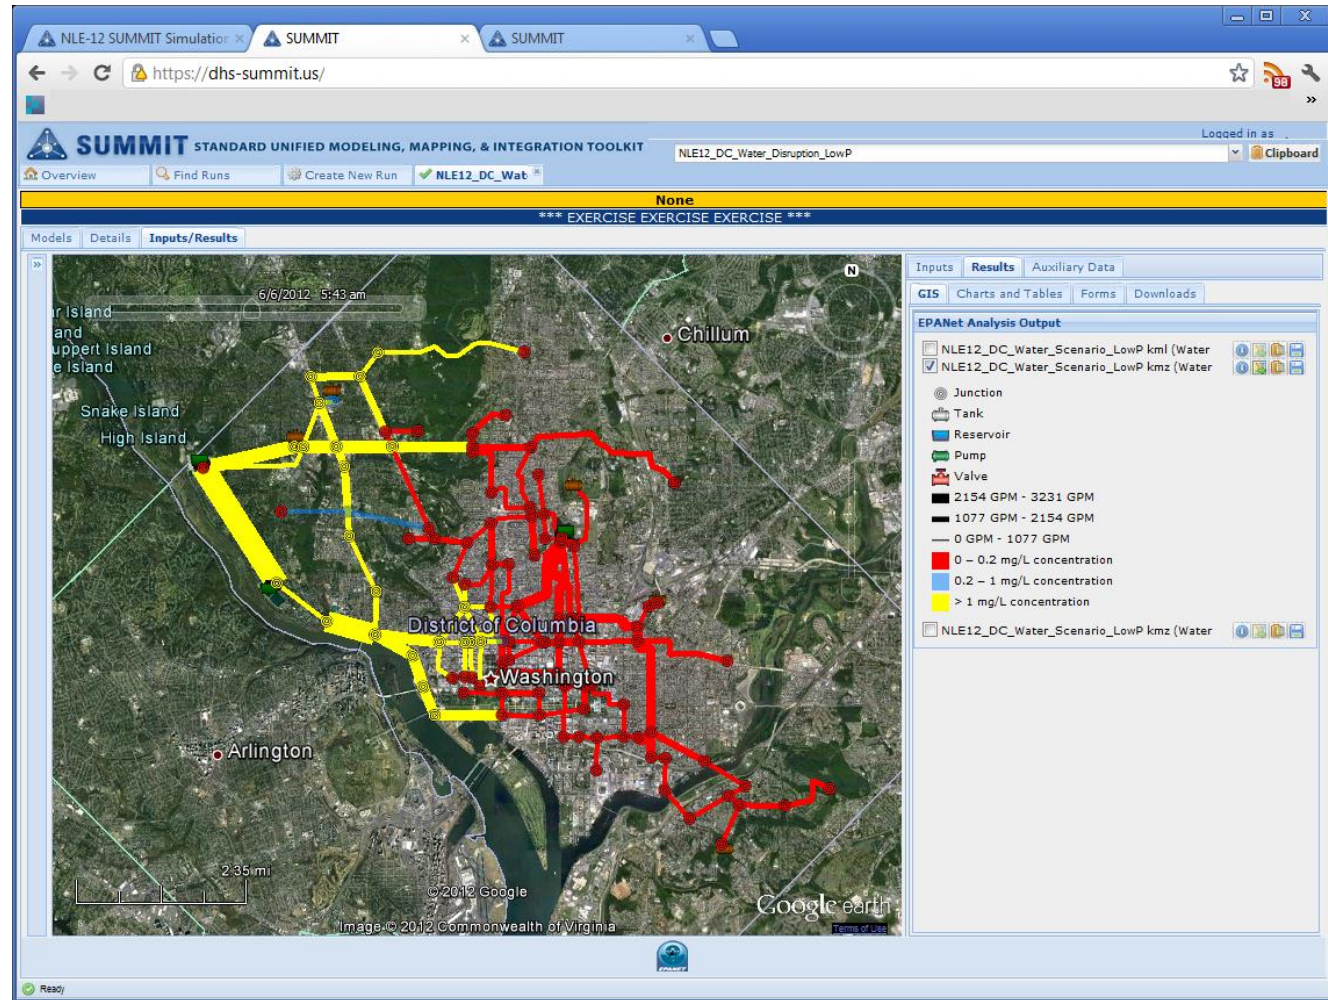 NLE-12 SUMMIT Simulation
SUMMIT
SUMMIT
https://dhs-summit.us/
98
»
SUMMIT STANDARD UNIFIED MODELING, MAPPING, & INTEGRATION TOOLKIT
Logged in as
NLE12_DC_Water_Disruption_LowP
Clipboard
Overview
Find Runs
Create New Run
NLE12_DC_Wat
None
*** EXERCISE EXERCISE EXERCISE ***
Models
Details
Inputs/Results
»
6/6/2012 5:43 am
N
r Island
and
uppert Island
e Island
Snake Island
High Island
Chillum
District of Columbia
Washington
Arlington
2.35 mi
© 2012 Google
Image © 2012 Commonwealth of Virginia
Google earth
Terms of Use
Inputs
Results
Auxiliary Data
GIS
Charts and Tables
Forms
Downloads
EPANet Analysis Output
NLE12_DC_Water_Scenario_LowP kml (Water
NLE12_DC_Water_Scenario_LowP kmz (Water
Junction
Tank
Reservoir
Pump
Valve
2154 GPM - 3231 GPM
1077 GPM - 2154 GPM
0 GPM - 1077 GPM
0 – 0.2 mg/L concentration
0.2 – 1 mg/L concentration
> 1 mg/L concentration
NLE12_DC_Water_Scenario_LowP kmz (Water
EPANET
Ready